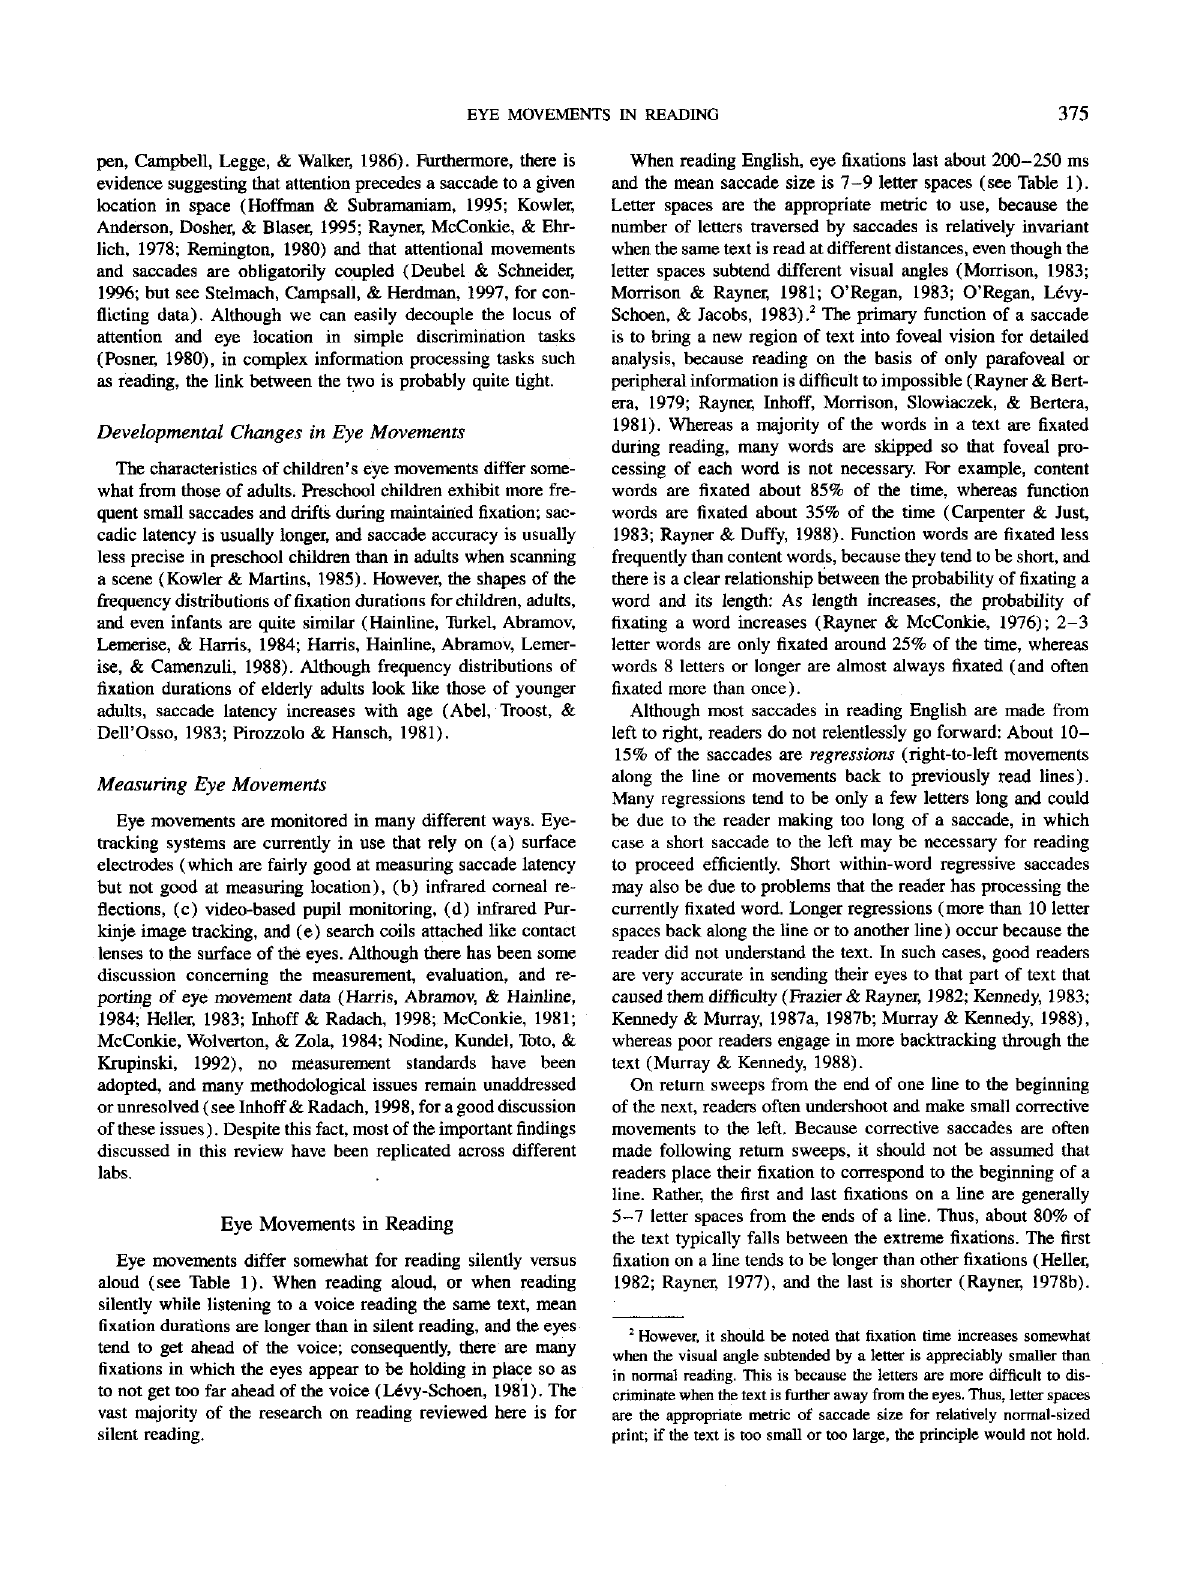 EYE MOVEMENTS IN READING
375
pen, Campbell, Legge, & Walker, 1986). Furthermore, there is
evidence suggesting that attention precedes a saccade to a given
location in space (Hoffman & Subramaniam, 1995; Kowler,
Anderson, Dosher, & Blaser, 1995; Rayner, McConkie, & Ehr-
lich, 1978; Remington, 1980) and that attentional movements
and saccades are obligatorily coupled (Deubel & Schneider,
1996; but see Stelmach, Campsall, & Herdman, 1997, for con-
flicting data). Although we can easily decouple the locus of
attention and eye location in simple discrimination tasks
(Posner, 1980), in complex information processing tasks such
as reading, the link between the two is probably quite tight.
Developmental Changes in Eye Movements
The characteristics of children's eye movements differ some-
what from those of adults. Preschool children exhibit more fre-
quent small saccades and drifts during maintained fixation; sac-
cadic latency is usually longer, and saccade accuracy is usually
less precise in preschool children than in adults when scanning
a scene (Kowler & Martins, 1985). However, the shapes of the
frequency distributions of fixation durations for children, adults,
and even infants are quite similar (Hainline, Turkel, Abramov,
Lemerise, & Harris, 1984; Harris, Hainline, Abramov, Lemer-
ise, & Camenzuli, 1988). Although frequency distributions of
fixation durations of elderly adults look like those of younger
adults, saccade latency increases with age (Abel, Troost, &
Dell'Osso, 1983; Pirozzolo & Hansch, 1981).
Measuring Eye Movements
Eye movements are monitored in many different ways. Eye-
tracking systems are currently in use that rely on (a) surface
electrodes (which are fairly good at measuring saccade latency
but not good at measuring location), (b) infrared corneal re-
flections, (c) video-based pupil monitoring, (d) infrared Pur-
kinje image tracking, and (e) search coils attached like contact
lenses to the surface of the eyes. Although there has been some
discussion concerning the measurement, evaluation, and re-
porting of eye movement data (Harris, Abramov, & Hainline,
1984; Heller, 1983; Inhoff & Radach, 1998; McConkie, 1981;
McConkie, Wolverton, & Zola, 1984; Nodine, Kundel, Toto, &
Krupinski, 1992), no measurement standards have been
adopted, and many methodological issues remain unaddressed
or unresolved (see Inhoff & Radach, 1998, for a good discussion
of these issues). Despite this fact, most of the important findings
discussed in this review have been replicated across different
labs.
Eye Movements in Reading
Eye movements differ somewhat for reading silently versus
aloud (see Table 1). When reading aloud, or when reading
silently while listening to a voice reading the same text, mean
fixation durations are longer than in silent reading, and the eyes
tend to get ahead of the voice; consequently, there are many
fixations in which the eyes appear to be holding in place so as
to not get too far ahead of the voice (Lévy-Schoen, 1981). The
vast majority of the research on reading reviewed here is for
silent reading.
When reading English, eye fixations last about 200–250 ms
and the mean saccade size is 7–9 letter spaces (see Table 1).
Letter spaces are the appropriate metric to use, because the
number of letters traversed by saccades is relatively invariant
when the same text is read at different distances, even though the
letter spaces subtend different visual angles (Morrison, 1983;
Morrison & Rayner, 1981; O'Regan, 1983; O'Regan, Lévy-
Schoen, & Jacobs, 1983).² The primary function of a saccade
is to bring a new region of text into foveal vision for detailed
analysis, because reading on the basis of only parafoveal or
peripheral information is difficult to impossible (Rayner & Bert-
era, 1979; Rayner, Inhoff, Morrison, Slowiaczek, & Bertera,
1981). Whereas a majority of the words in a text are fixated
during reading, many words are skipped so that foveal pro-
cessing of each word is not necessary. For example, content
words are fixated about 85% of the time, whereas function
words are fixated about 35% of the time (Carpenter & Just,
1983; Rayner & Duffy, 1988). Function words are fixated less
frequently than content words, because they tend to be short, and
there is a clear relationship between the probability of fixating a
word and its length: As length increases, the probability of
fixating a word increases (Rayner & McConkie, 1976); 2–3
letter words are only fixated around 25% of the time, whereas
words 8 letters or longer are almost always fixated (and often
fixated more than once).
Although most saccades in reading English are made from
left to right, readers do not relentlessly go forward: About 10–
15% of the saccades are regressions (right-to-left movements
along the line or movements back to previously read lines).
Many regressions tend to be only a few letters long and could
be due to the reader making too long of a saccade, in which
case a short saccade to the left may be necessary for reading
to proceed efficiently. Short within-word regressive saccades
may also be due to problems that the reader has processing the
currently fixated word. Longer regressions (more than 10 letter
spaces back along the line or to another line) occur because the
reader did not understand the text. In such cases, good readers
are very accurate in sending their eyes to that part of text that
caused them difficulty (Frazier & Rayner, 1982; Kennedy, 1983;
Kennedy & Murray, 1987a, 1987b; Murray & Kennedy, 1988),
whereas poor readers engage in more backtracking through the
text (Murray & Kennedy, 1988).
On return sweeps from the end of one line to the beginning
of the next, readers often undershoot and make small corrective
movements to the left. Because corrective saccades are often
made following return sweeps, it should not be assumed that
readers place their fixation to correspond to the beginning of a
line. Rather, the first and last fixations on a line are generally
5–7 letter spaces from the ends of a line. Thus, about 80% of
the text typically falls between the extreme fixations. The first
fixation on a line tends to be longer than other fixations (Heller,
1982; Rayner, 1977), and the last is shorter (Rayner, 1978b).
² However, it should be noted that fixation time increases somewhat
when the visual angle subtended by a letter is appreciably smaller than
in normal reading. This is because the letters are more difficult to dis-
criminate when the text is further away from the eyes. Thus, letter spaces
are the appropriate metric of saccade size for relatively normal-sized
print; if the text is too small or too large, the principle would not hold.